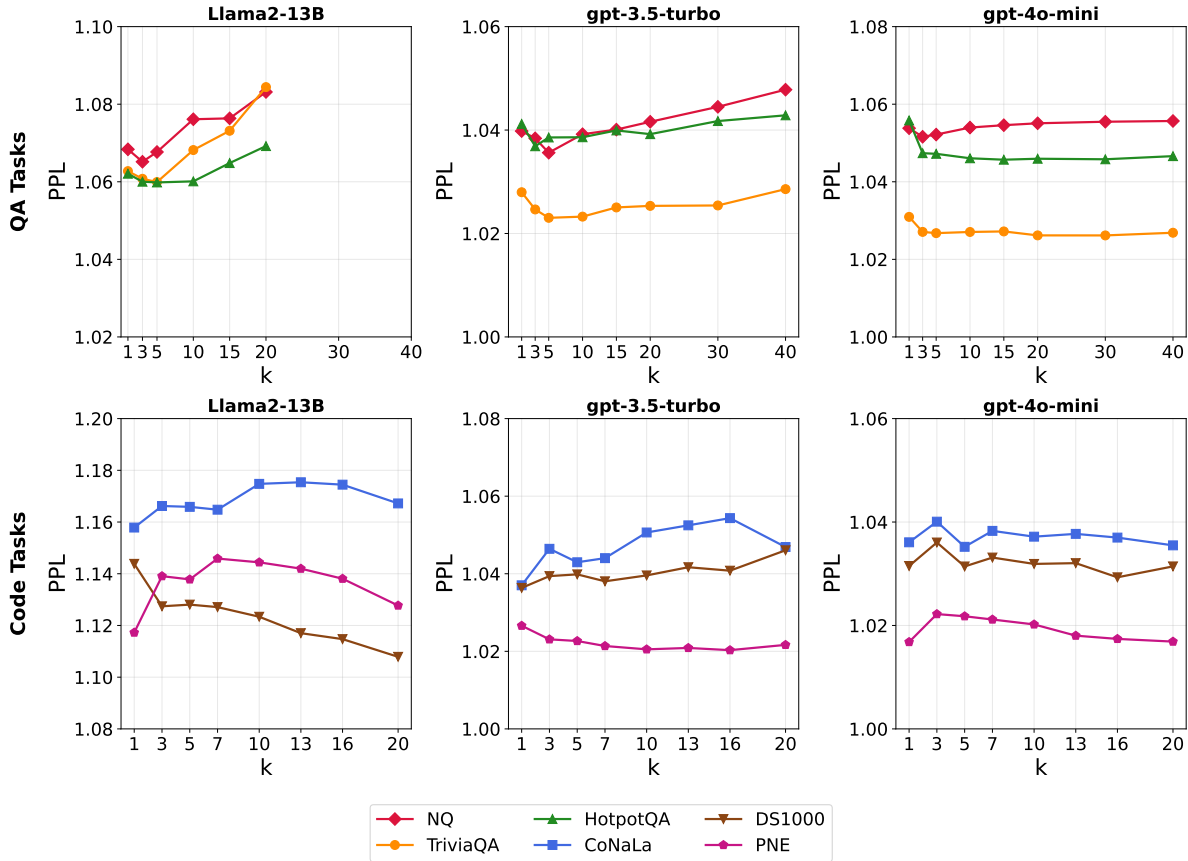 Llama2-13B gpt-3.5-turbo gpt-4o-mini
QA Tasks
PPL
1.10
1.08
1.06
1.04
1.02
1 3 5 10 15 20 30 40
k
PPL
1.06
1.04
1.02
1.00
1 3 5 10 15 20 30 40
k
PPL
1.08
1.06
1.04
1.02
1.00
1 3 5 10 15 20 30 40
k
Llama2-13B gpt-3.5-turbo gpt-4o-mini
Code Tasks
PPL
1.20
1.18
1.16
1.14
1.12
1.10
1.08
1 3 5 7 10 13 16 20
k
PPL
1.08
1.06
1.04
1.02
1.00
1 3 5 7 10 13 16 20
k
PPL
1.06
1.04
1.02
1.00
1 3 5 7 10 13 16 20
k
NQ HotpotQA DS1000
TriviaQA CoNaLa PNE